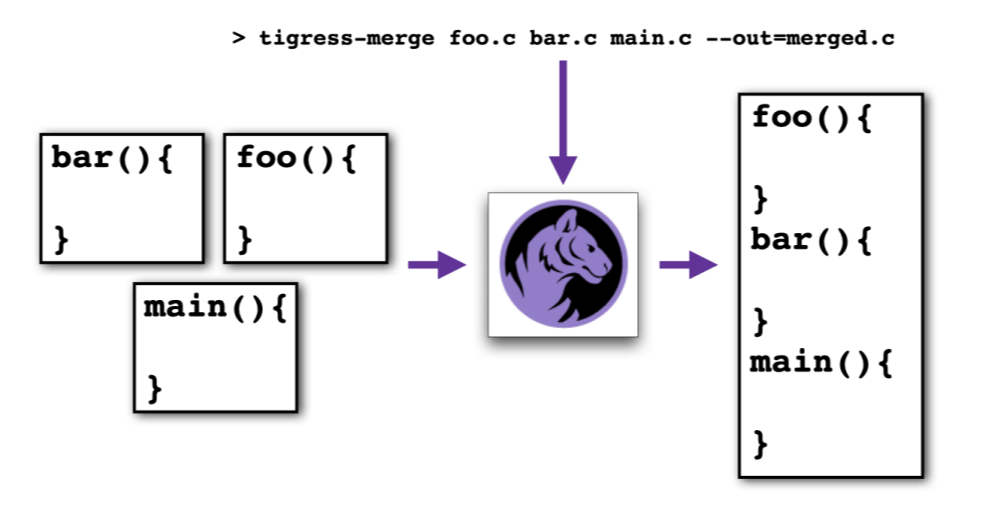 > tigress-merge foo.c bar.c main.c --out=merged.c
bar(){
}
foo(){
}
main(){
}
foo(){
}
bar(){
}
main(){
}